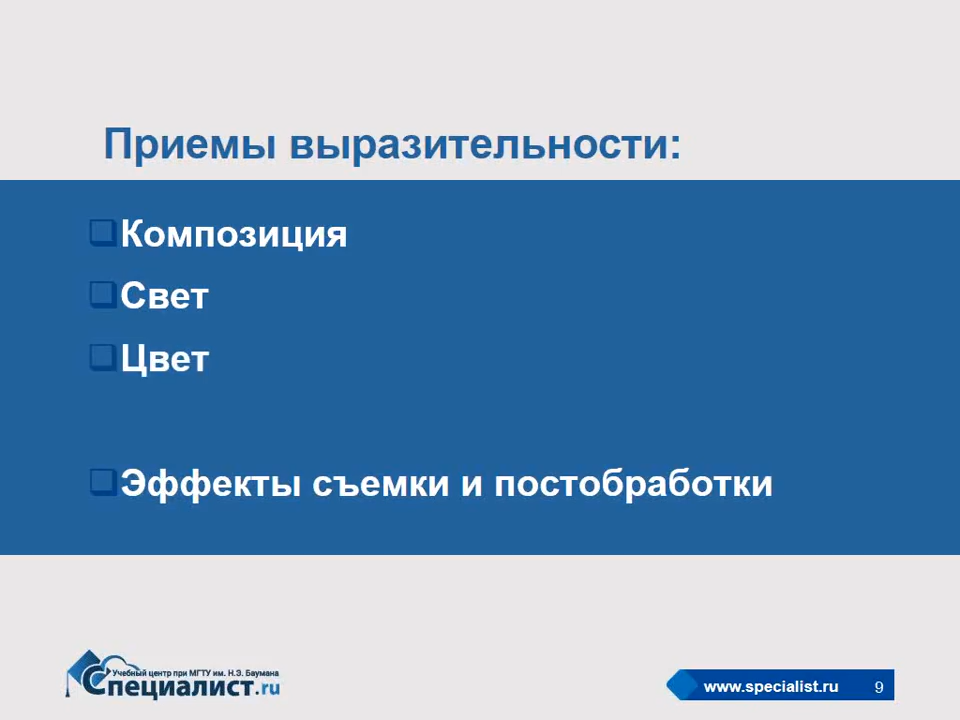 Приемы выразительности:
Композиция
Свет
Цвет
Эффекты съемки и постобработки
Учебный центр при МГТУ им. Н.Э. Баумана
Специалист.ru
www.specialist.ru
9